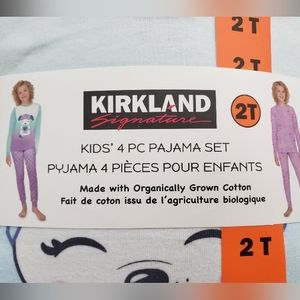 2T
2T
KIRKLAND
Signature
2T
KIDS' 4 PC PAJAMA SET
PYJAMA 4 PIÈCES POUR ENFANTS
Made with Organically Grown Cotton
Fait de coton issu de l'agriculture biologique
2T